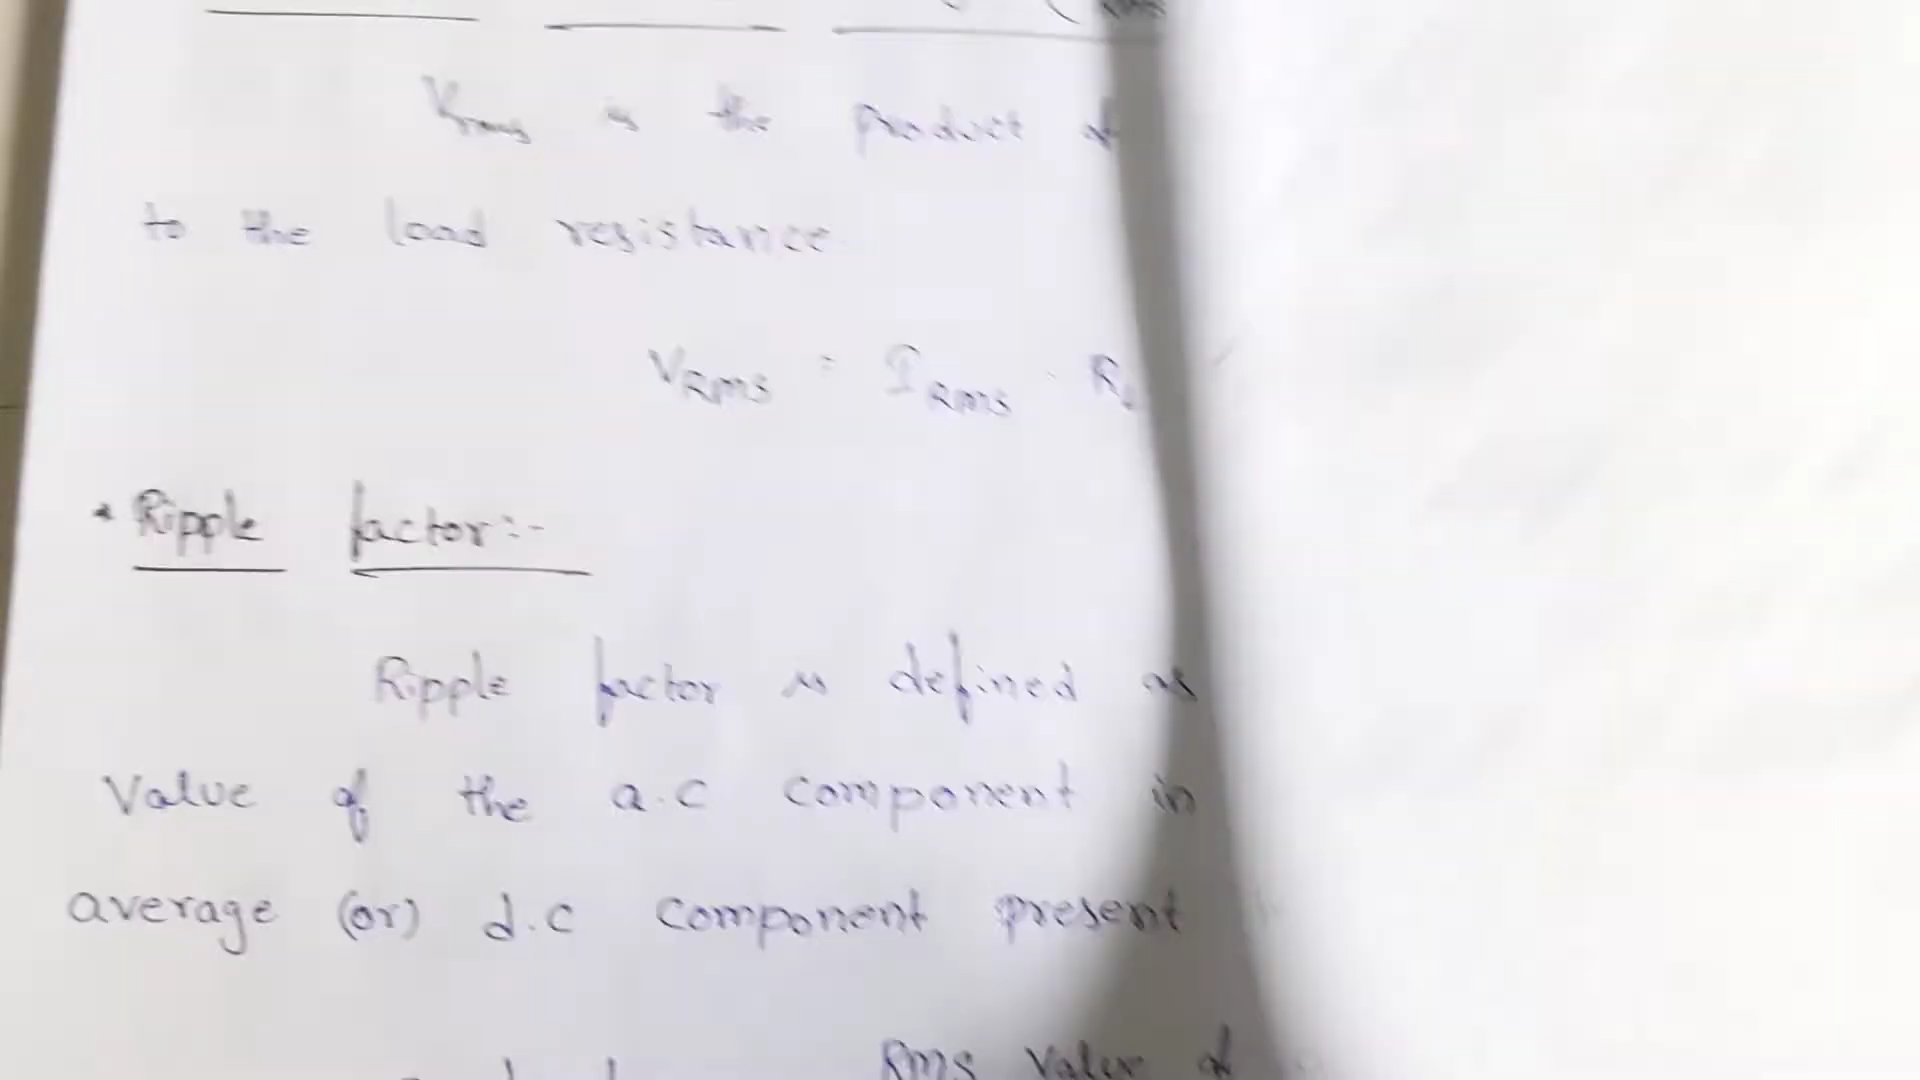 Vrms is the product of
to the load resistance
VRMS = IRMS . RL
* Ripple factor:-
Ripple factor is defined as
Value of the a.c component in
average (or) d.c component present
RMS Value of